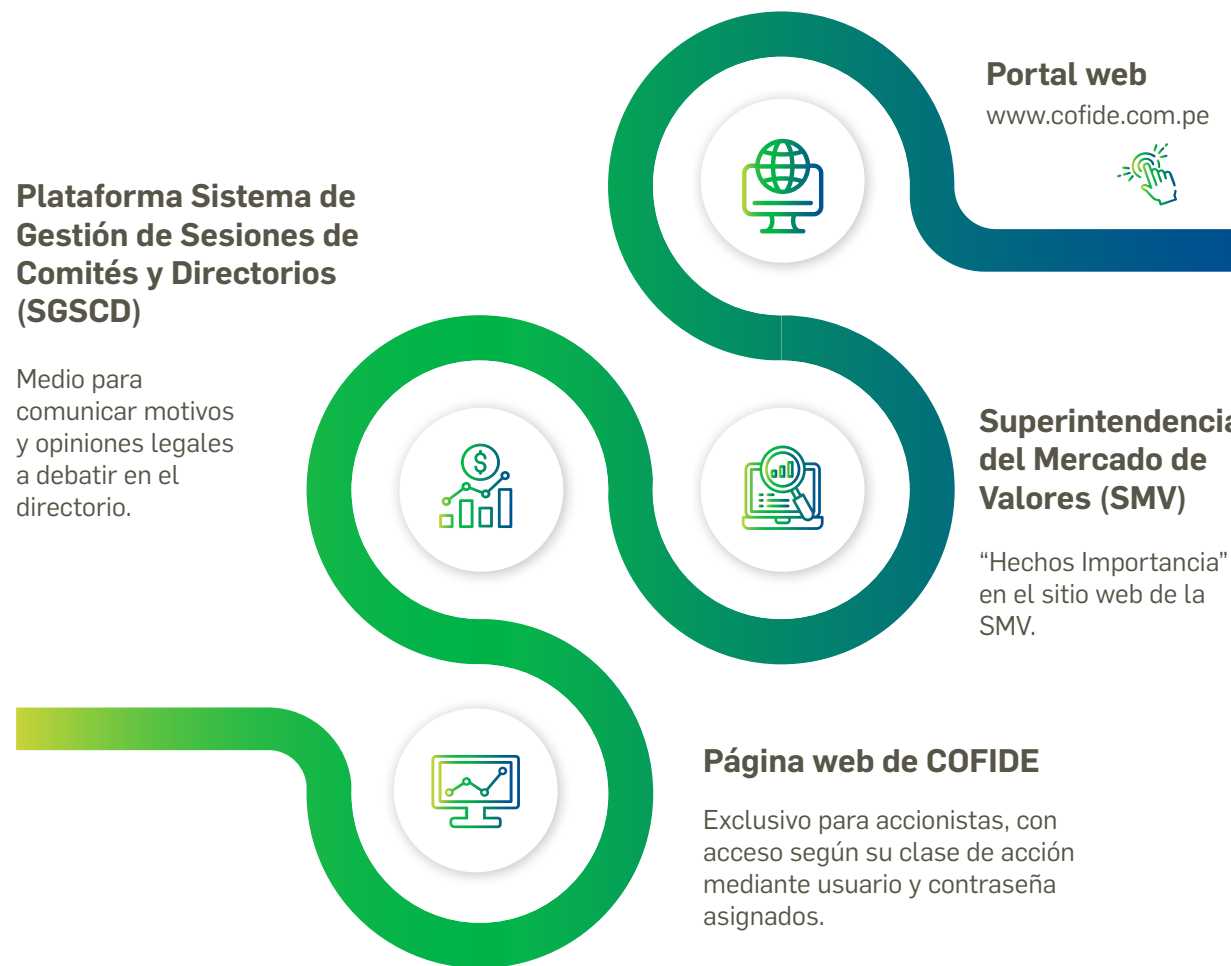 Portal web
www.cofide.com.pe
Plataforma Sistema de
Gestión de Sesiones de
Comités y Directorios
(SGSCD)
Medio para
comunicar motivos
y opiniones legales
a debatir en el
directorio.
$
Superintendencia
del Mercado de
Valores (SMV)
“Hechos Importancia”
en el sitio web de la
SMV.
Página web de COFIDE
Exclusivo para accionistas, con
acceso según su clase de acción
mediante usuario y contraseña
asignados.